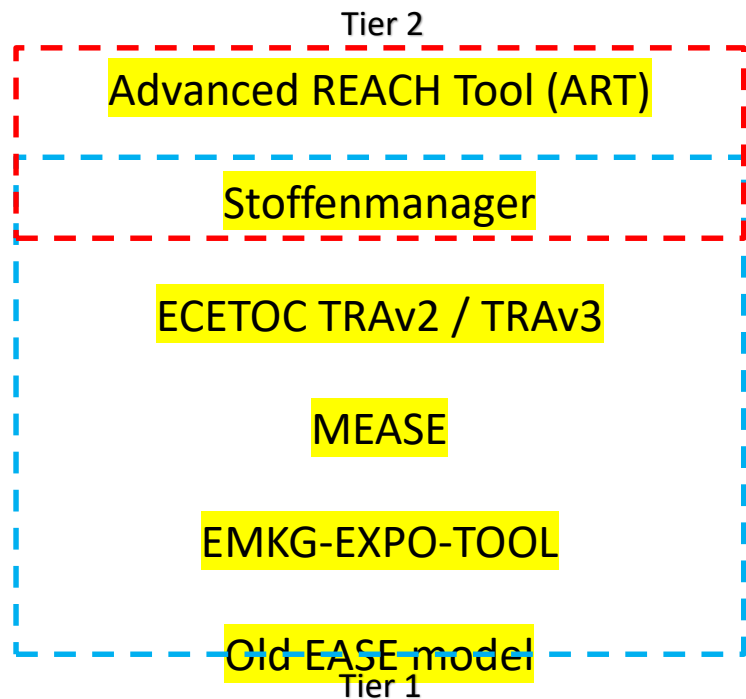 Tier 2
Advanced REACH Tool (ART)
Stoffenmanager
ECETOC TRAv2 / TRAv3
MEASE
EMKG-EXPO-TOOL
Old EASE model
Tier 1